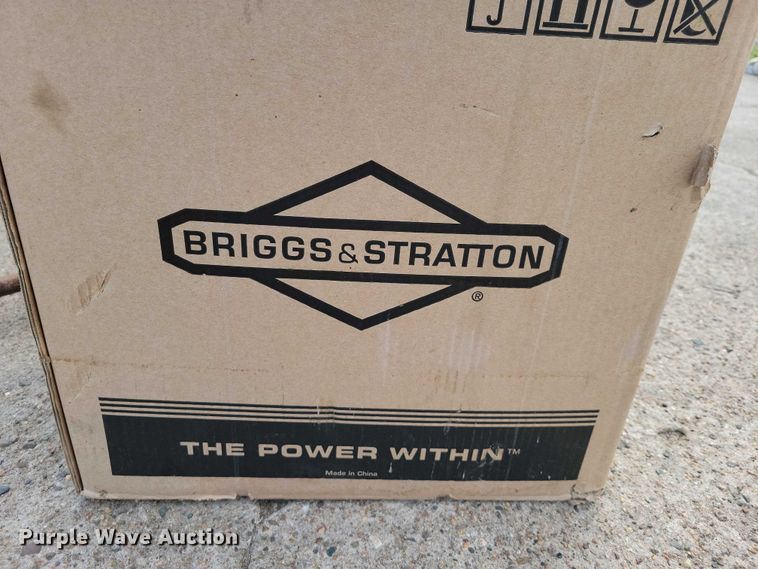 BRIGGS & STRATTON
®
THE POWER WITHIN™
Made in China
Purple Wave Auction